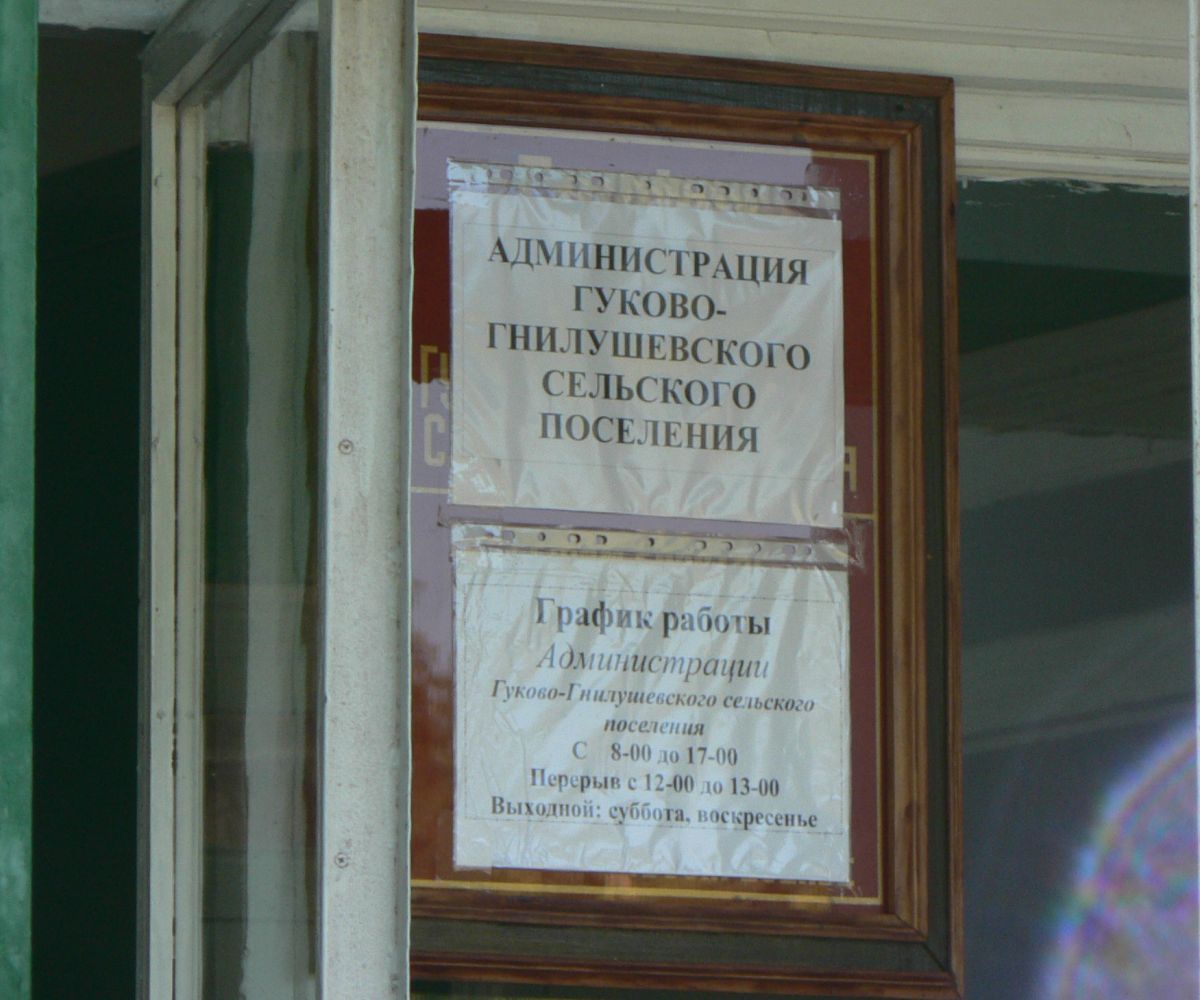 АДМИНИСТРАЦИЯ
ГУКОВО-
ГНИЛУШЕВСКОГО
СЕЛЬСКОГО
ПОСЕЛЕНИЯ
График работы
Администрации
Гуково-Гнилушевского сельского
поселения
С 8-00 до 17-00
Перерыв с 12-00 до 13-00
Выходной: суббота, воскресенье